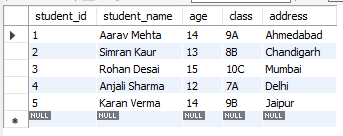 student_id student_name age class address
1 Aarav Mehta 14 9A Ahmedabad
2 Simran Kaur 13 8B Chandigarh
3 Rohan Desai 15 10C Mumbai
4 Anjali Sharma 12 7A Delhi
5 Karan Verma 14 9B Jaipur
NULL NULL NULL NULL NULL